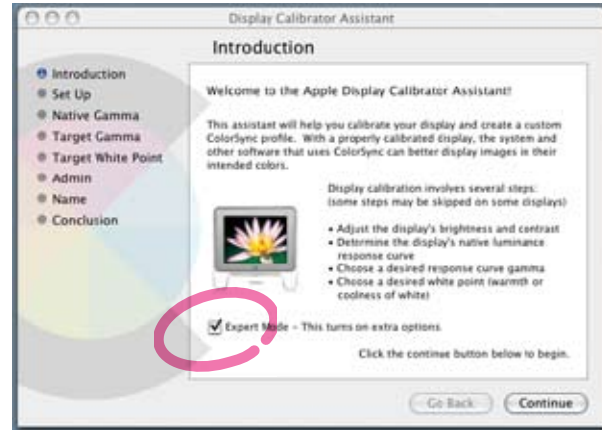 Display Calibrator Assistant
Introduction
Introduction
Set Up
Native Gamma
Target Gamma
Target White Point
Admin
Name
Conclusion
Welcome to the Apple Display Calibrator Assistant!
This assistant will help you calibrate your display and create a custom
ColorSync profile. With a properly calibrated display, the system and
other software that uses ColorSync can better display images in their
intended colors.
Display calibration involves several steps:
(some steps may be skipped on some displays)
• Adjust the display's brightness and contrast
• Determine the display's native luminance
response curve
• Choose a desired response curve gamma
• Choose a desired white point (warmth or
coolness of white)
Expert Mode – This turns on extra options
Click the continue button below to begin.
Go Back
Continue